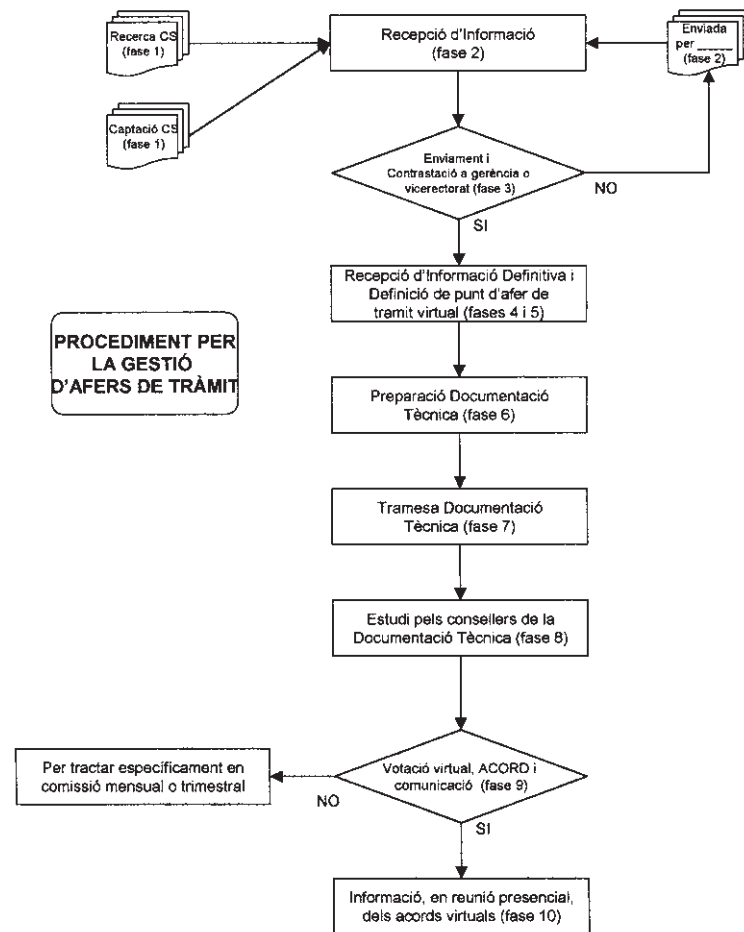 Recerca CS
(fase 1)
Recepció d'Informació
(fase 2)
Enviada
per ______
(fase 2)
Captació CS
(fase 1)
Enviament i
Contrastació a gerència o
vicerectorat (fase 3)
NO
SI
Recepció d'Informació Definitiva i
Definició de punt d'afer de
tramit virtual (fases 4 i 5)
PROCEDIMENT PER
LA GESTIÓ
D'AFERS DE TRÀMIT
Preparació Documentació
Tècnica (fase 6)
Tramesa Documentació
Tècnica (fase 7)
Estudi pels consellers de la
Documentació Tècnica (fase 8)
Per tractar específicament en
comissió mensual o trimestral
NO
Votació virtual, ACORD i
comunicació (fase 9)
SI
Informació, en reunió presencial,
dels acords virtuals (fase 10)